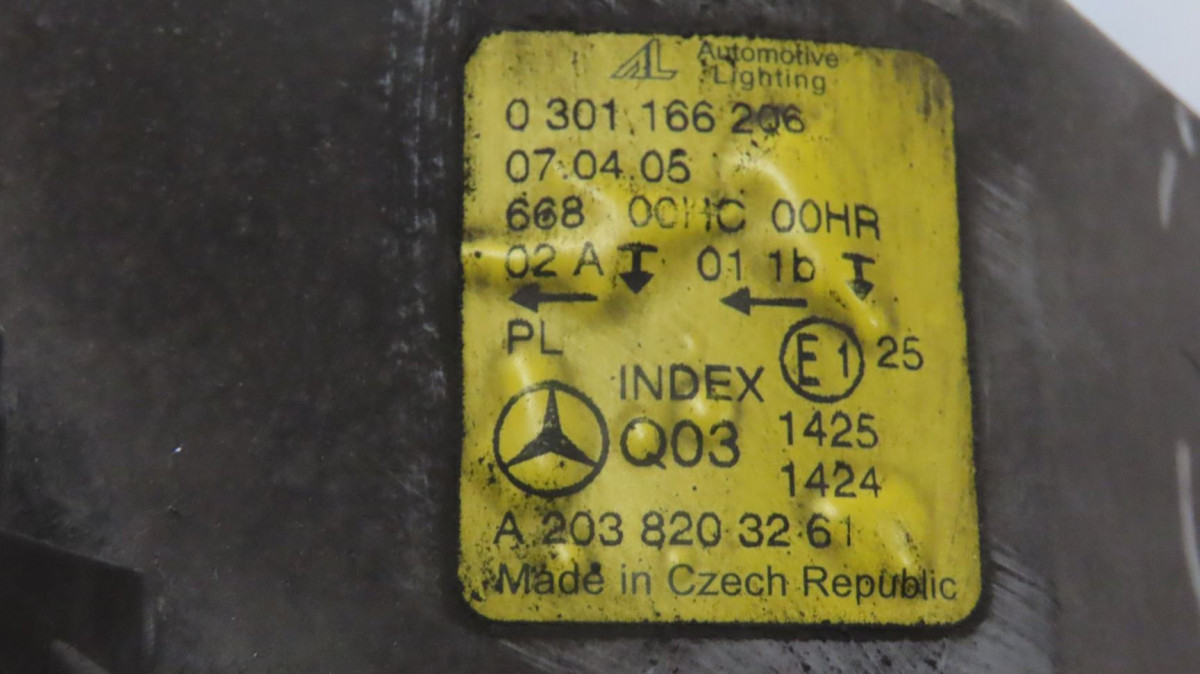 AL Automotive
Lighting
0 301 166 206
07.04.05
668 00HC 00HR
02 A 01 1b
PL
E1 25
INDEX
Q03 1425
1424
A 203 820 32 61
Made in Czech Republic